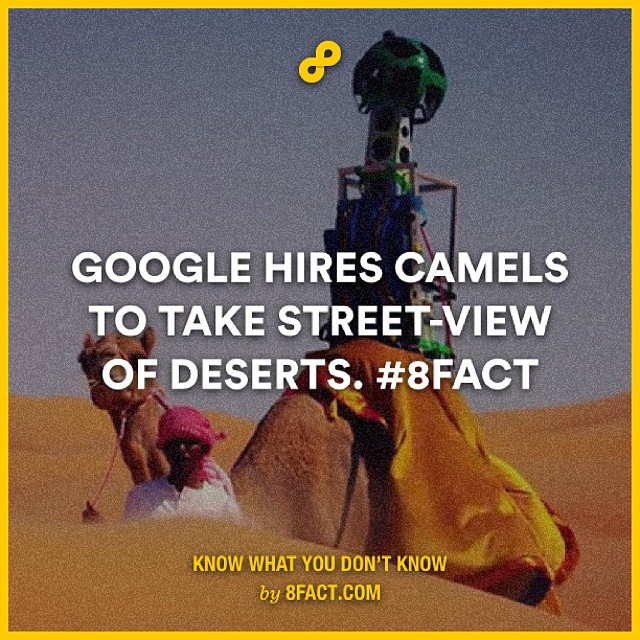 GOOGLE HIRES CAMELS
TO TAKE STREET-VIEW
OF DESERTS. #8FACT
KNOW WHAT YOU DON'T KNOW
by 8FACT.COM